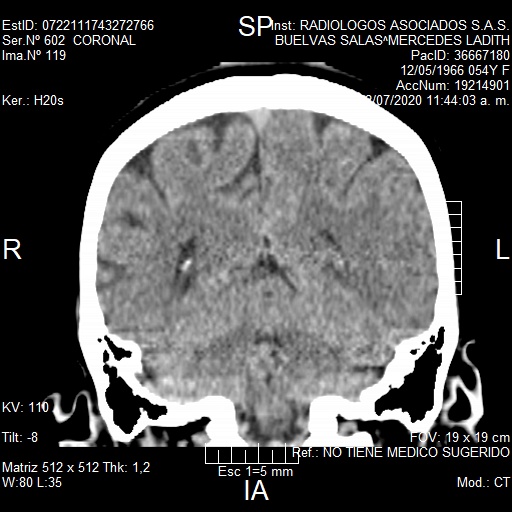 EstID: 0722111743272766
Ser.Nº 602 CORONAL
Ima.Nº 119
Ker.: H20s
SP
Inst: RADIOLOGOS ASOCIADOS S.A.S.
BUELVAS SALAS^MERCEDES LADITH
PacID: 36667180
12/05/1966 054Y F
AccNum: 19214901
/07/2020 11:44:03 a. m.
R
L
KV: 110
Tilt: -8
Matriz 512 x 512 Thk: 1,2
W:80 L:35
Esc 1=5 mm
IA
FOV: 19 x 19 cm
Ref.: NO TIENE MEDICO SUGERIDO
Mod.: CT